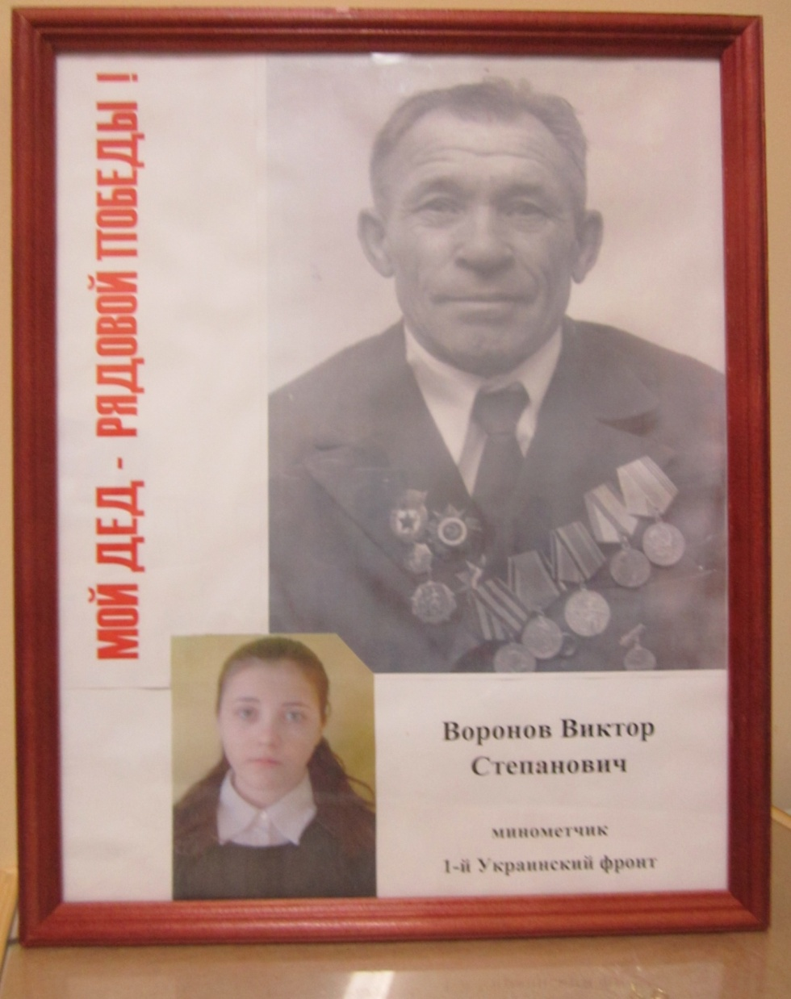 МОЙ ДЕД - РЯДОВОЙ ПОБЕДЫ !
Воронов Виктор
Степанович
минометчик
1-й Украинский фронт